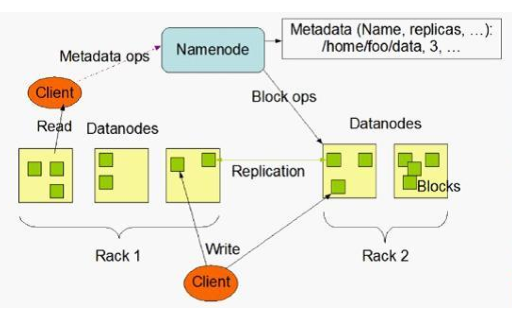 Metadata (Name, replicas, ...):
/home/foo/data, 3, ...
Namenode
Metadata ops
Client
Block ops
Read
Datanodes
Datanodes
Replication
Blocks
Rack 1
Write
Rack 2
Client